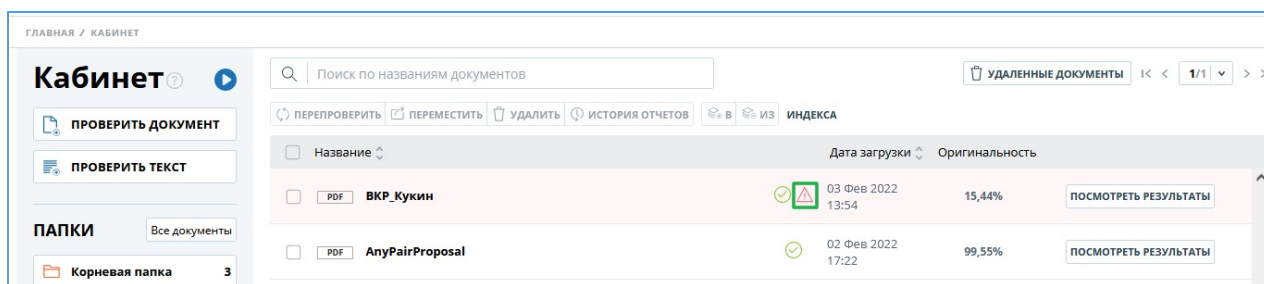 ГЛАВНАЯ / КАБИНЕТ
Кабинет
Поиск по названиям документов
УДАЛЕННЫЕ ДОКУМЕНТЫ
1/1
ПЕРЕПРОВЕРИТЬ ПЕРЕМЕСТИТЬ УДАЛИТЬ ИСТОРИЯ ОТЧЕТОВ В ИЗ ИНДЕКСА
ПРОВЕРИТЬ ДОКУМЕНТ
ПРОВЕРИТЬ ТЕКСТ
Название Дата загрузки Оригинальность
PDF ВКР_Кукин 03 Фев 2022
13:54 15,44% ПОСМОТРЕТЬ РЕЗУЛЬТАТЫ
ПАПКИ Все документы
PDF AnyPairProposal 02 Фев 2022
17:22 99,55% ПОСМОТРЕТЬ РЕЗУЛЬТАТЫ
Корневая папка 3